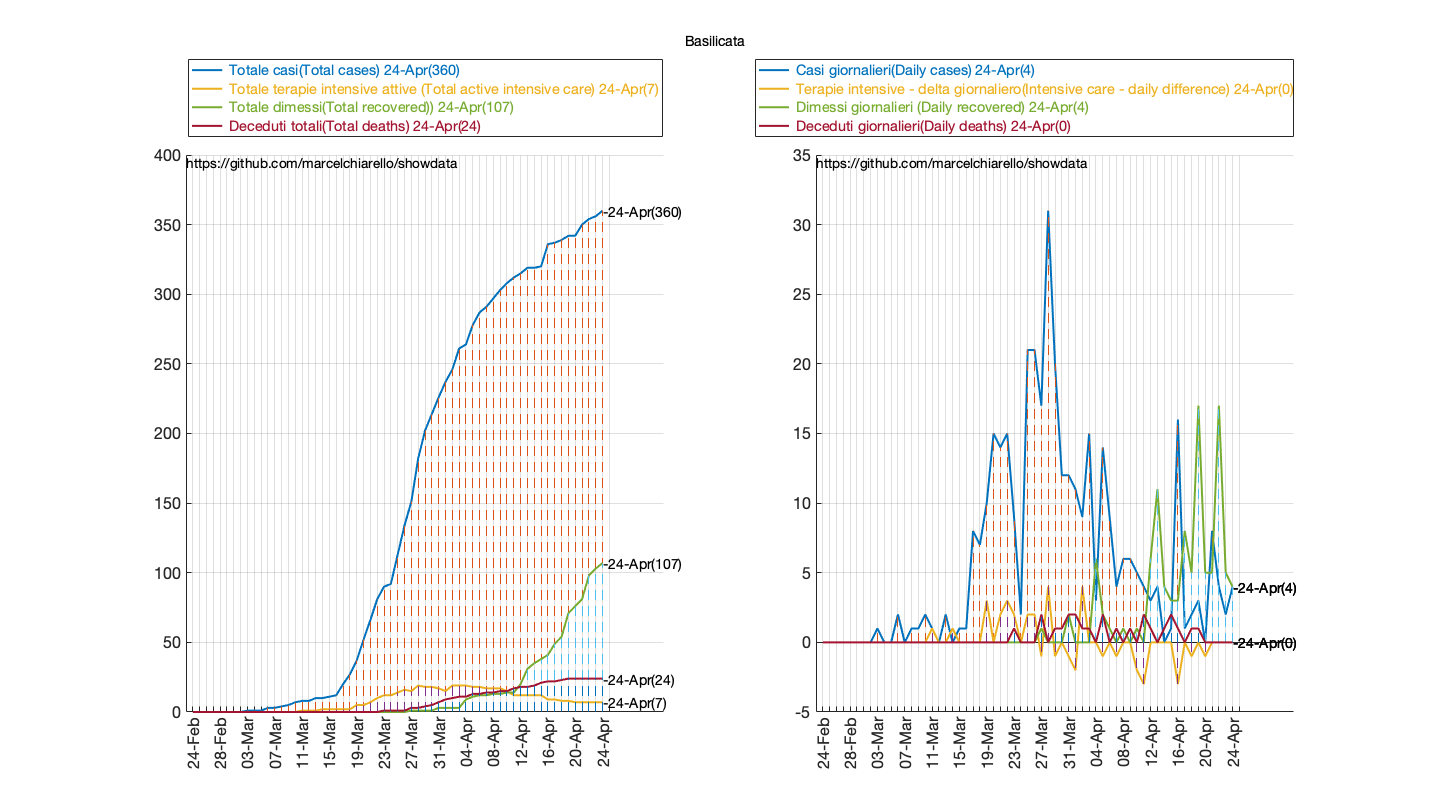 Basilicata
Totale casi(Total cases) 24-Apr(360)
Totale terapie intensive attive (Total active intensive care) 24-Apr(7)
Totale dimessi(Total recovered)) 24-Apr(107)
Deceduti totali(Total deaths) 24-Apr(24)
400
350
300
250
200
150
100
50
0
https://github.com/marcelchiarello/showdata
-24-Apr(360)
-24-Apr(107)
-24-Apr(24)
-24-Apr(7)
24-Feb
28-Feb
03-Mar
07-Mar
11-Mar
15-Mar
19-Mar
23-Mar
27-Mar
31-Mar
04-Apr
08-Apr
12-Apr
16-Apr
20-Apr
24-Apr
Casi giornalieri(Daily cases) 24-Apr(4)
Terapie intensive - delta giornaliero(Intensive care - daily difference) 24-Apr(0)
Dimessi giornalieri (Daily recovered) 24-Apr(4)
Deceduti giornalieri(Daily deaths) 24-Apr(0)
35
30
25
20
15
10
5
0
-5
https://github.com/marcelchiarello/showdata
-24-Apr(4)
-24-Apr(0)
24-Feb
28-Feb
03-Mar
07-Mar
11-Mar
15-Mar
19-Mar
23-Mar
27-Mar
31-Mar
04-Apr
08-Apr
12-Apr
16-Apr
20-Apr
24-Apr